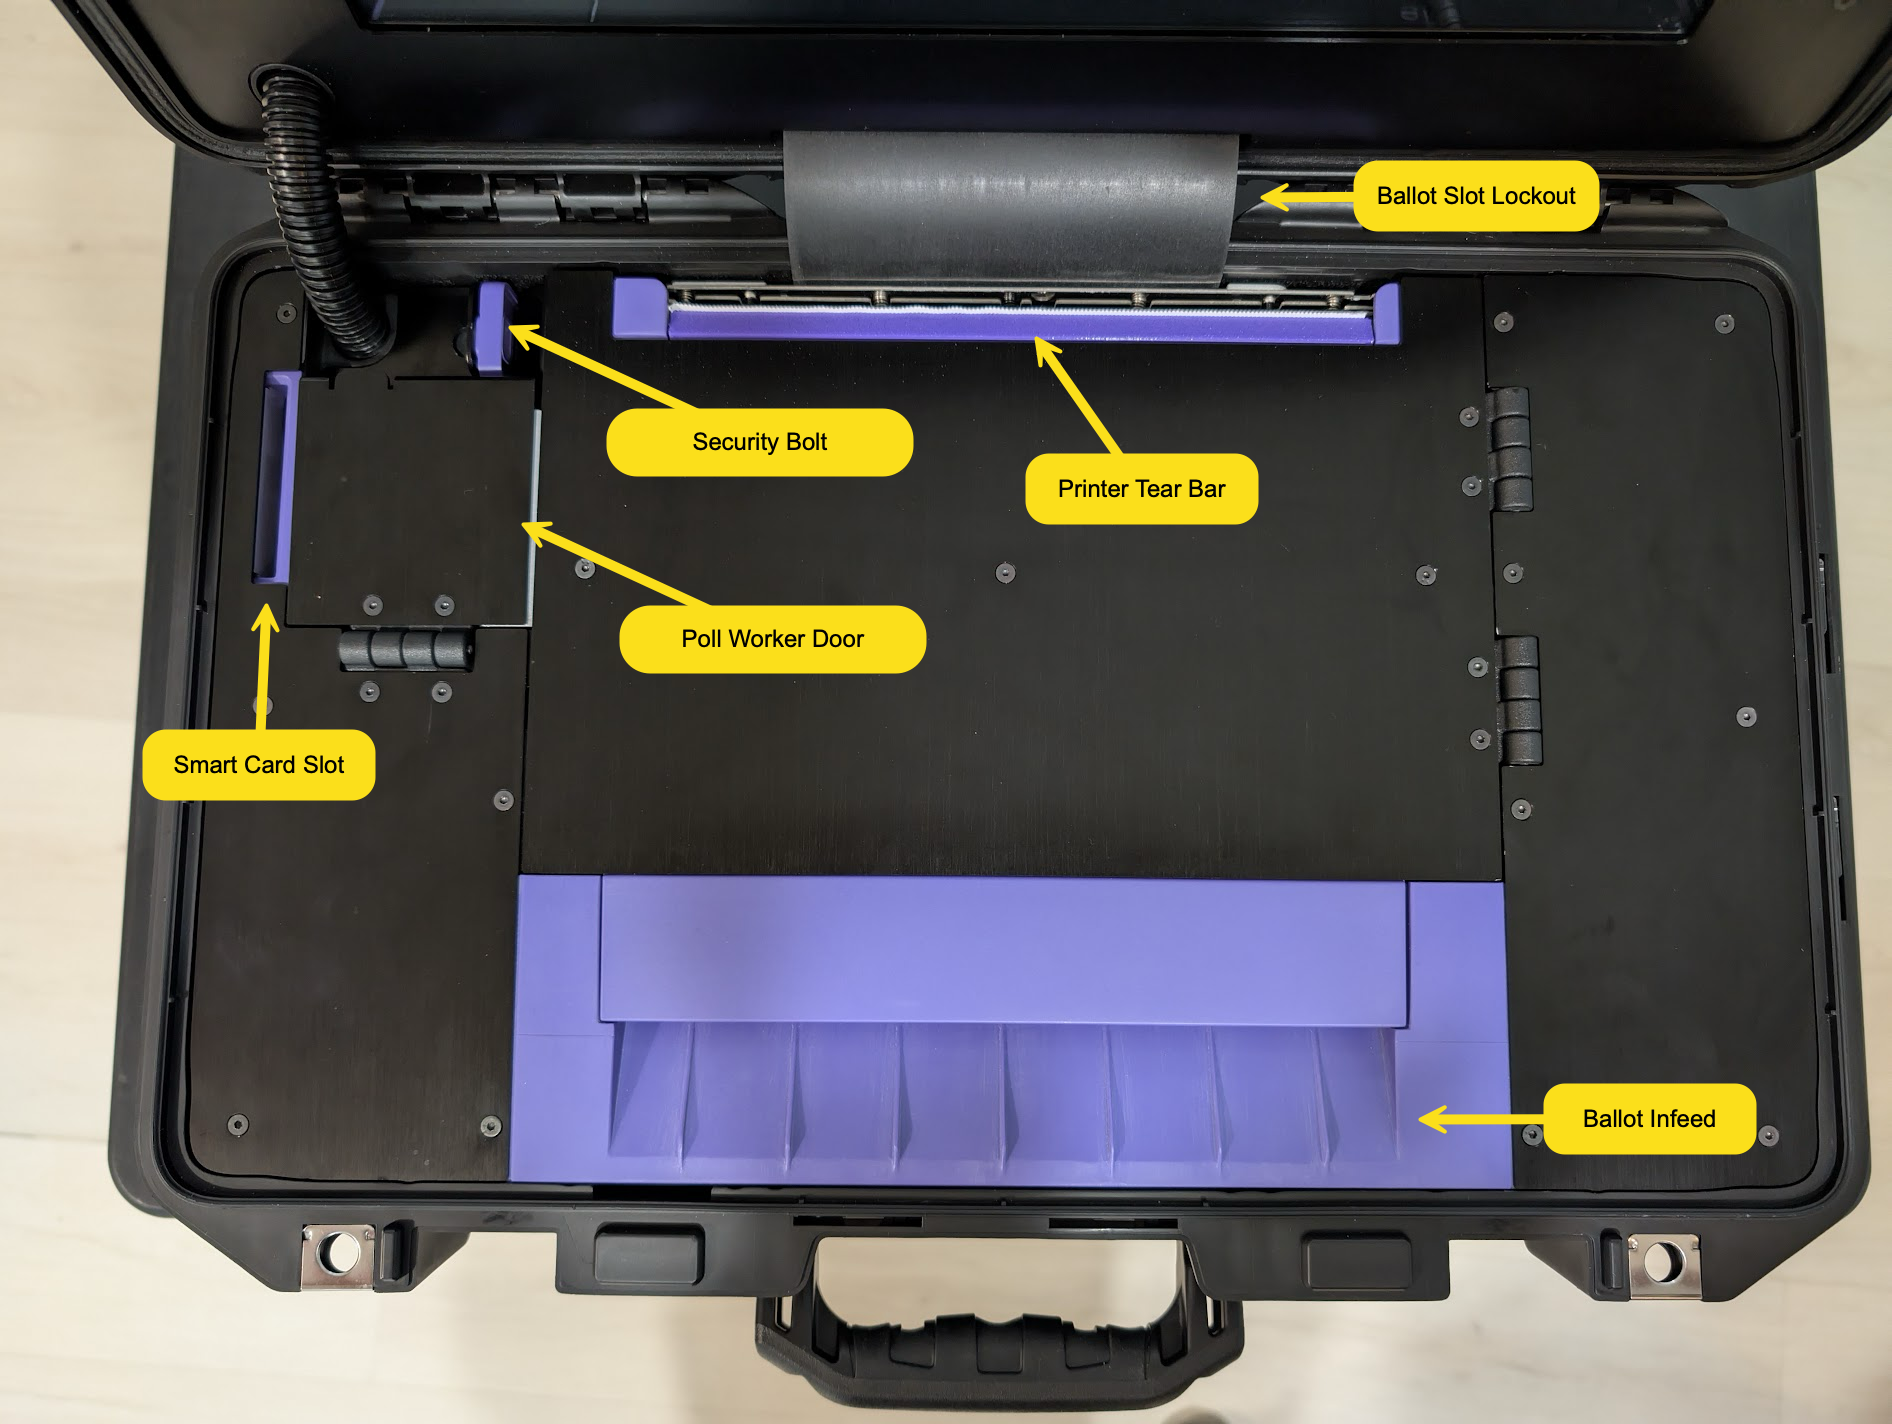 Ballot Slot Lockout
Security Bolt
Printer Tear Bar
Poll Worker Door
Smart Card Slot
Ballot Infeed